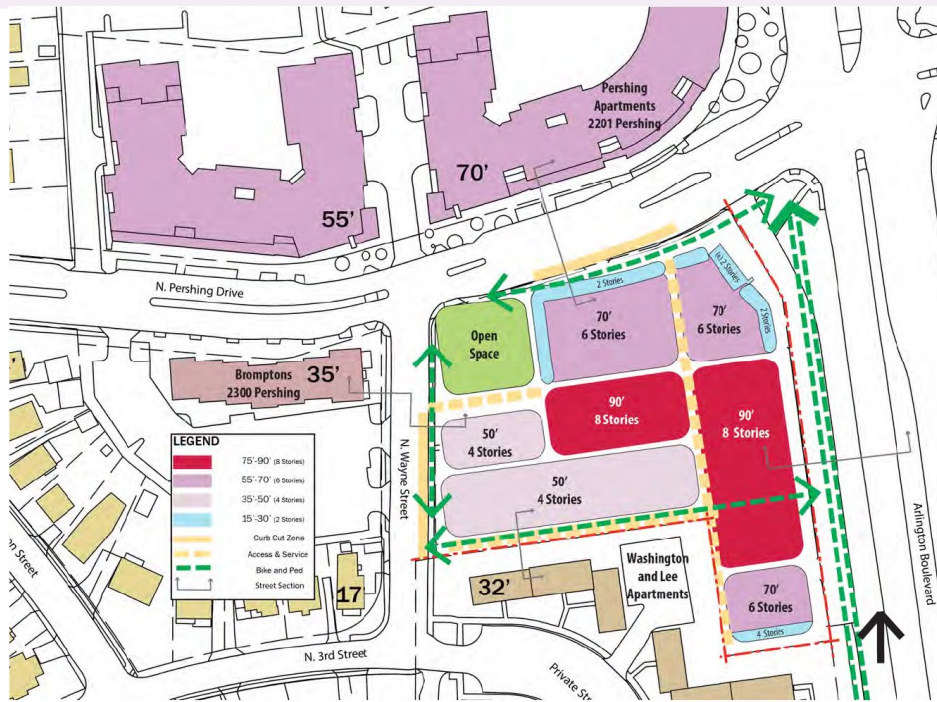 Pershing
Apartments
2201 Pershing
70'
55'
N. Pershing Drive
2 Stories
(e) 2 Stories
2 Stories
70'
6 Stories
70'
6 Stories
Open
Space
Bromptons
2300 Pershing
35'
90'
8 Stories
90'
8 Stories
50'
4 Stories
50'
4 Stories
N. Wayne Street
Arlington Boulevard
LEGEND
75'-90' (8 Stories)
55'-70' (6 Stories)
35'-50' (4 Stories)
15'-30' (2 Stories)
Curb Cut Zone
Access & Service
Bike and Ped
Street Section
17
32'
Washington
and Lee
Apartments
70'
6 Stories
4 Stories
N. 3rd Street
Private Str
on Street